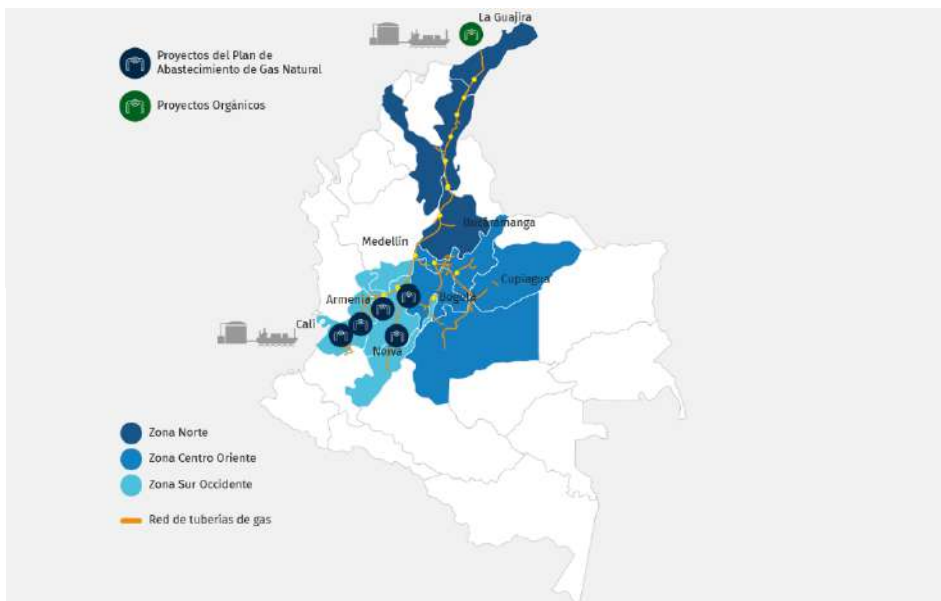 La Guajira
Proyectos del Plan de
Abastecimiento de Gas Natural
Proyectos Orgánicos
Bucaramanga
Medellín
Cupiagua
Armenia
Bogotá
Cali
Neiva
Zona Norte
Zona Centro Oriente
Zona Sur Occidente
Red de tuberías de gas